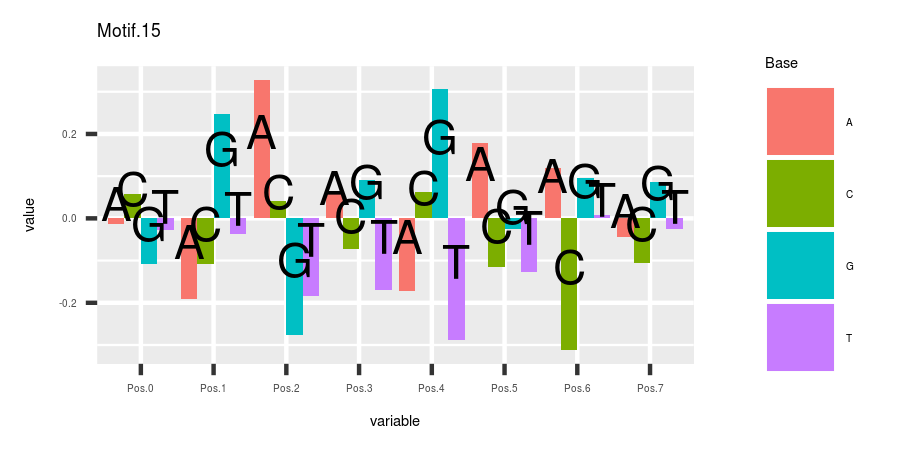 Motif.15
Base
A
C
G
T
value
0.2
0.0
-0.2
A C G T A C G T A C G T A C G T A C G T A C G T A C G T A C G T
Pos.0 Pos.1 Pos.2 Pos.3 Pos.4 Pos.5 Pos.6 Pos.7
variable